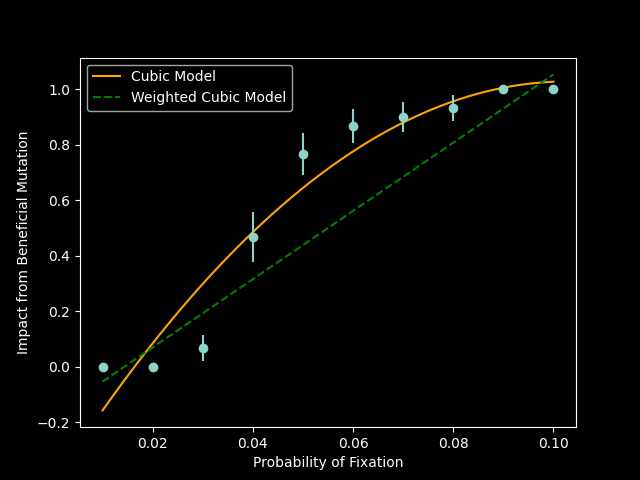 Cubic Model
Weighted Cubic Model
Impact from Beneficial Mutation
1.0
0.8
0.6
0.4
0.2
0.0
−0.2
0.02 0.04 0.06 0.08 0.10
Probability of Fixation